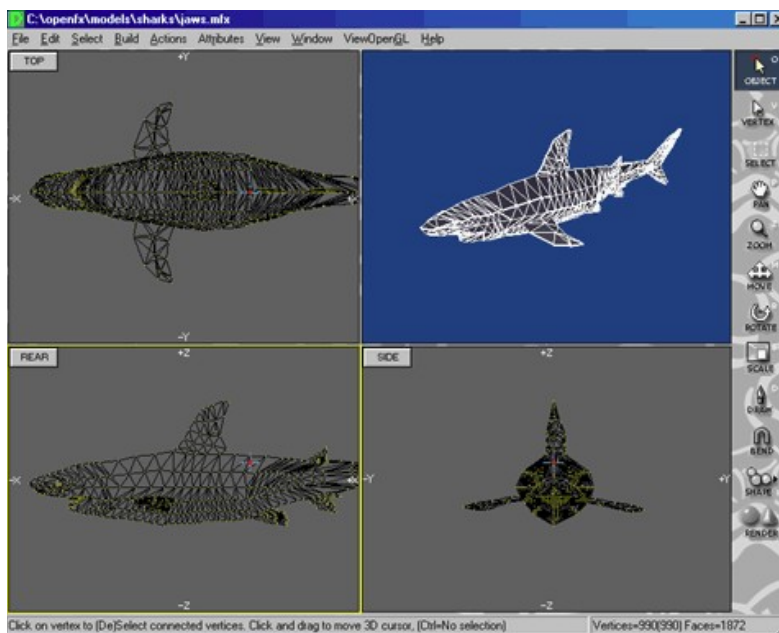 C:\openfx\models\sharks\jaws.mfx
File Edit Select Build Actions Attributes View Window ViewOpenGL Help
TOP
+Y
-X
-Y
OBJECT
VERTEX
SELECT
PAN
ZOOM
MOVE
ROTATE
SCALE
DRAW
BEND
SHAPE
RENDER
REAR
+Z
-X
-Z
SIDE
+Z
-Y
+Y
-Z
Click on vertex to (De)Select connected vertices. Click and drag to move 3D cursor, (Ctrl=No selection)
Vertices=990(990) Faces=1872